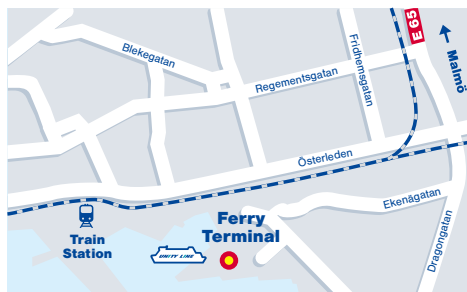 E 65
Malmö
Blekegatan
Fridhemsgatan
Regementsgatan
Österleden
Ekenägatan
Dragongatan
Ferry
Terminal
Train
Station
UNITY LINE